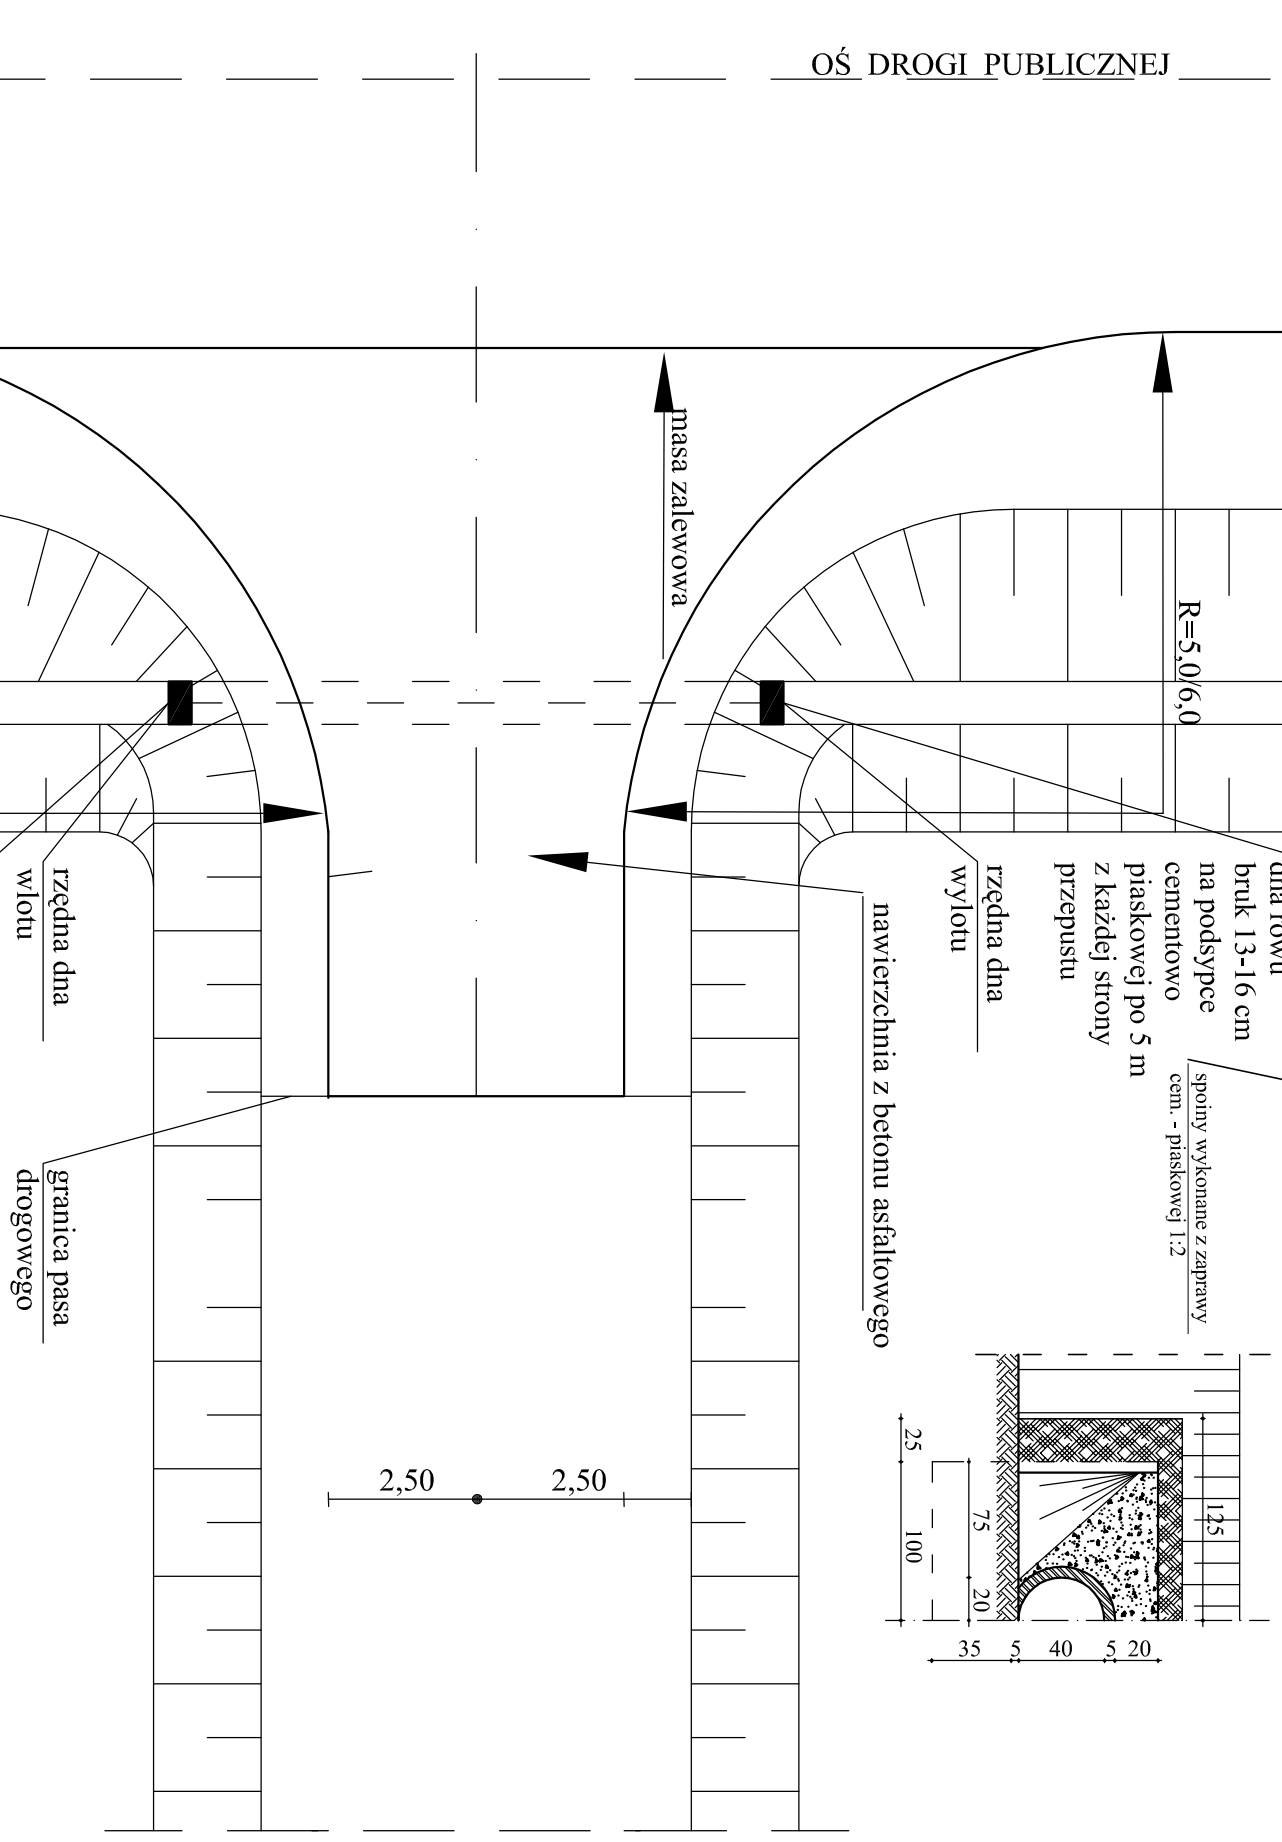 OŚ DROGI PUBLICZNEJ
masa zalewowa
R=5,0/6,0
rzędna dna
wlotu
rzędna dna
wylotu
dna rowu
bruk 13-16 cm
na podsypce
cementowo
piaskowej po 5 m
z każdej strony
przepustu
nawierzchnia z betonu asfaltowego
spoiny wykonane z zaprawy
cem. - piaskowej 1:2
granica pasa
drogowego
2,50
2,50
25
100
75
20
125
35
5
40
5
20